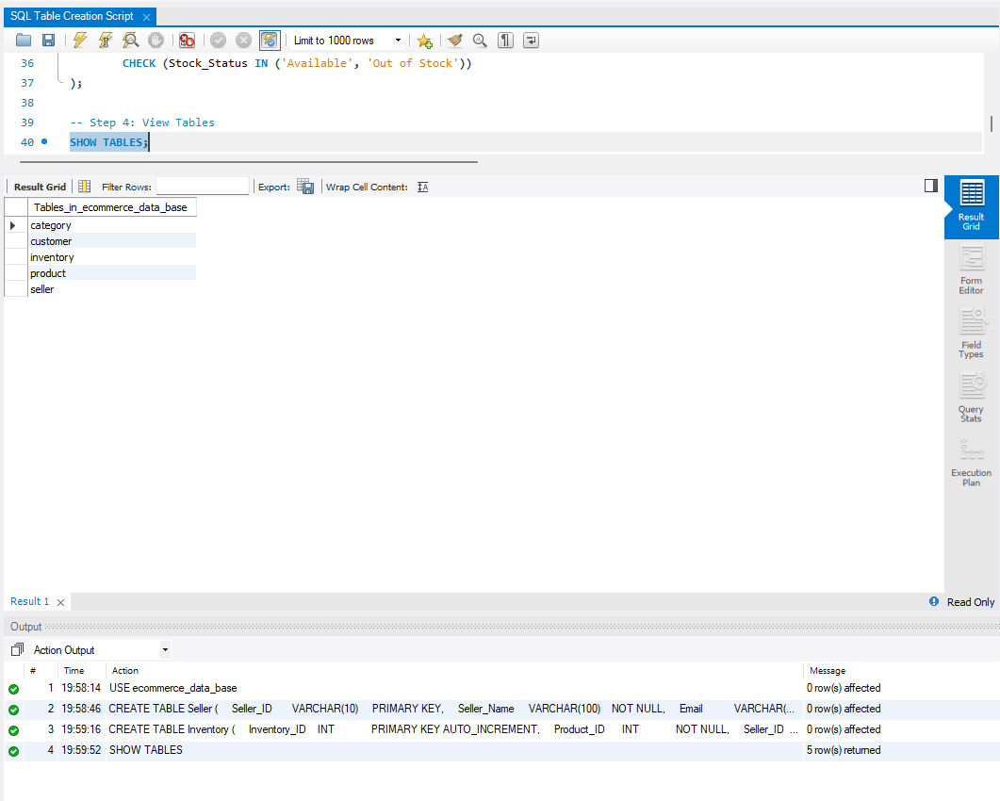 SQL Table Creation Script
Limit to 1000 rows
36 CHECK (Stock_Status IN ('Available', 'Out of Stock'))
37 );
38
39 -- Step 4: View Tables
40 SHOW TABLES;
Result Grid Filter Rows: Export: Wrap Cell Content:
Tables_in_ecommerce_data_base
category
customer
inventory
product
seller
Result
Grid
Form
Editor
Field
Types
Query
Stats
Execution
Plan
Result 1 Read Only
Output
Action Output
# Time Action Message
1 19:58:14 USE ecommerce_data_base 0 row(s) affected
2 19:58:46 CREATE TABLE Seller ( Seller_ID VARCHAR(10) PRIMARY KEY, Seller_Name VARCHAR(100) NOT NULL, Email VARCHAR(... 0 row(s) affected
3 19:59:16 CREATE TABLE Inventory ( Inventory_ID INT PRIMARY KEY AUTO_INCREMENT, Product_ID INT NOT NULL, Seller_ID ... 0 row(s) affected
4 19:59:52 SHOW TABLES 5 row(s) returned